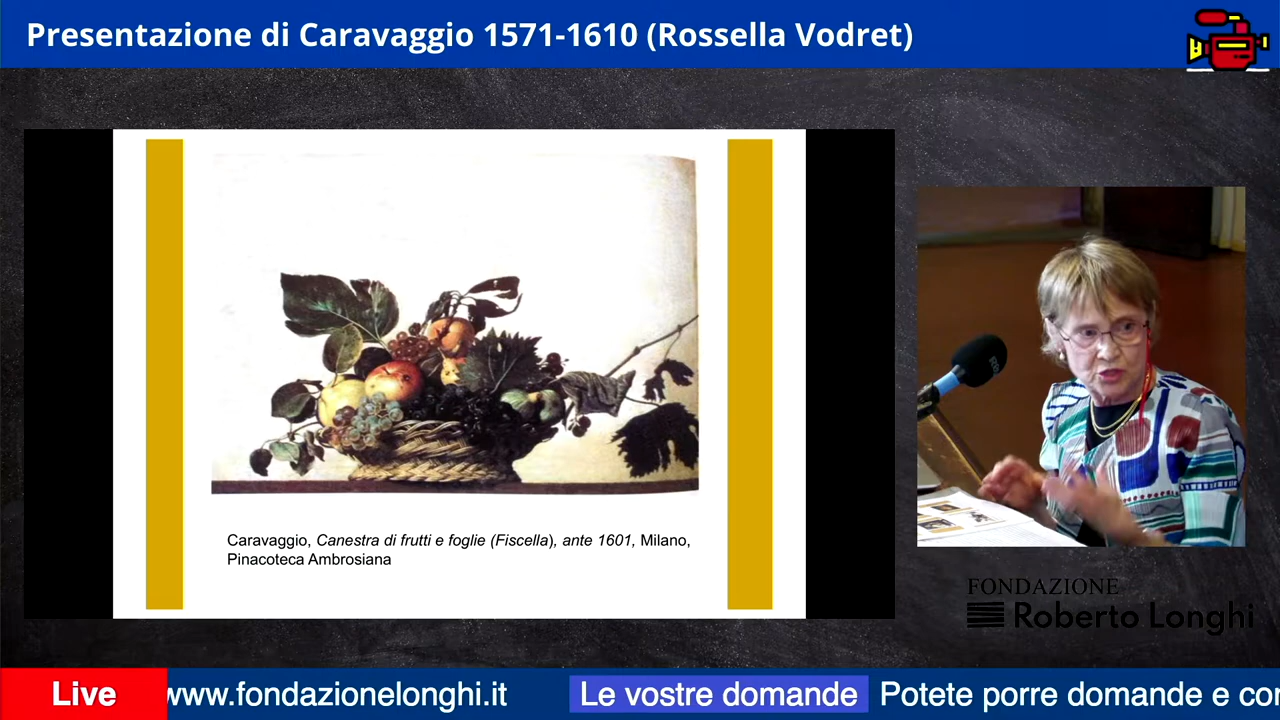 Presentazione di Caravaggio 1571-1610 (Rossella Vodret)
Caravaggio, Canestra di frutti e foglie (Fiscella), ante 1601, Milano,
Pinacoteca Ambrosiana
FONDAZIONE
Roberto Longhi
Live
www.fondazionelonghi.it
Le vostre domande
Potete porre domande e